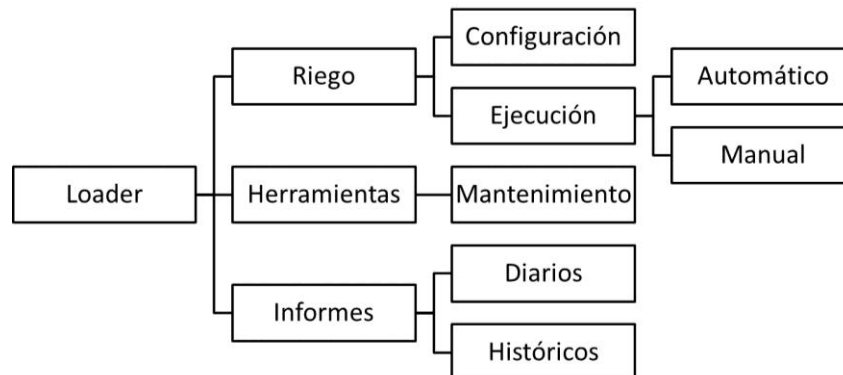 Loader
Riego
Configuración
Ejecución
Automático
Manual
Herramientas
Mantenimiento
Informes
Diarios
Históricos